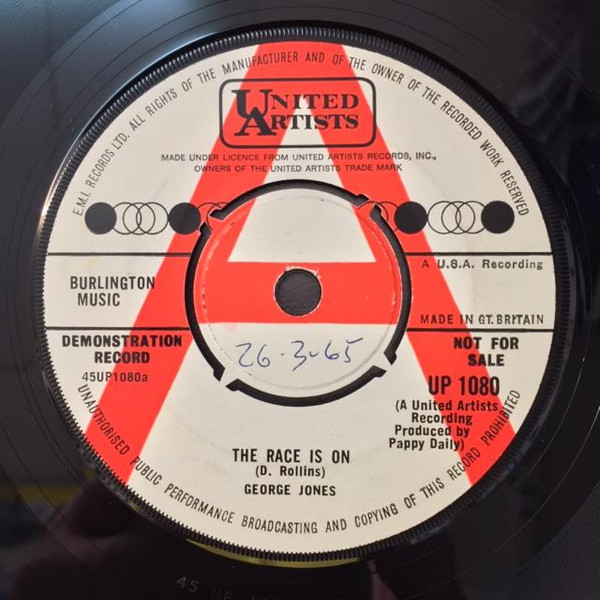 E.M.I. RECORDS LTD. ALL RIGHTS OF THE MANUFACTURER AND OF THE OWNER OF THE RECORDED WORK RESERVED
UNITED
ARTISTS
MADE UNDER LICENCE FROM UNITED ARTISTS RECORDS, INC.,
OWNERS OF THE UNITED ARTISTS TRADE MARK
A U.S.A. Recording
BURLINGTON
MUSIC
MADE IN GT. BRITAIN
DEMONSTRATION
RECORD
45UP1080a
NOT FOR
SALE
UP 1080
(A United Artists
Recording
Produced by
Pappy Daily)
26·3-65
THE RACE IS ON
(D. Rollins)
GEORGE JONES
UNAUTHORISED PUBLIC PERFORMANCE BROADCASTING AND COPYING OF THIS RECORD PROHIBITED
45 UP